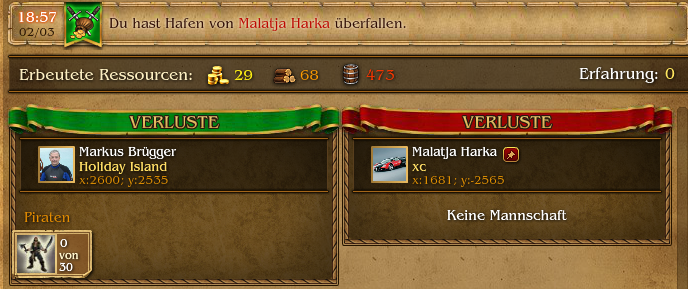 18:57
02/03
Du hast Hafen von Malatja Harka überfallen.
Erbeutete Ressourcen: 29 68 473 Erfahrung: 0
VERLUSTE
Markus Brügger
Holiday Island
x:2600; y:2535
Piraten
0
von
30
VERLUSTE
Malatja Harka
xc
x:1681; y:-2565
Keine Mannschaft